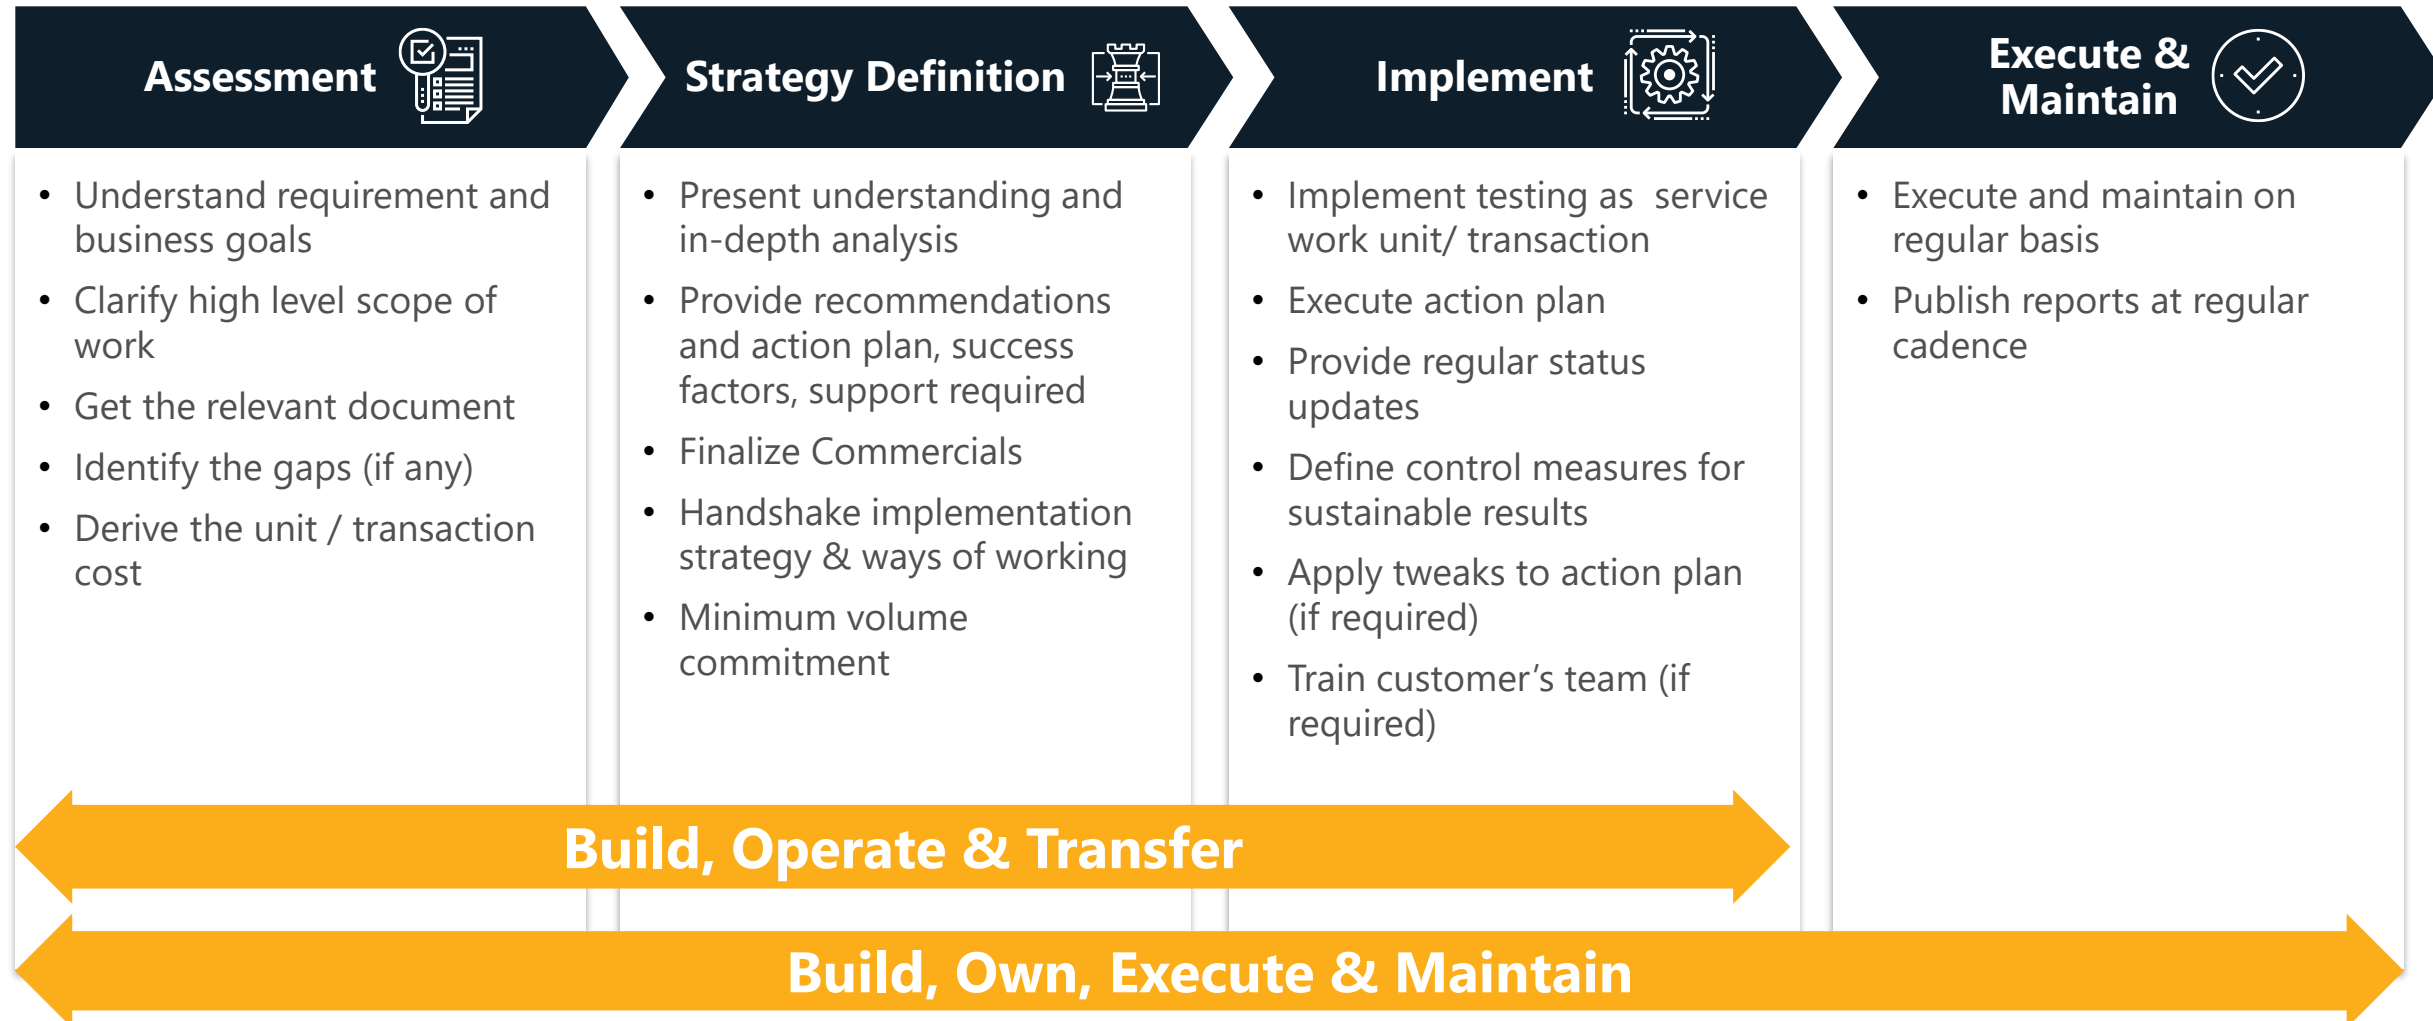 Assessment
Strategy Definition
Implement
Execute &
Maintain
• Understand requirement and
business goals
• Clarify high level scope of
work
• Get the relevant document
• Identify the gaps (if any)
• Derive the unit / transaction
cost
• Present understanding and
in-depth analysis
• Provide recommendations
and action plan, success
factors, support required
• Finalize Commercials
• Handshake implementation
strategy & ways of working
• Minimum volume
commitment
• Implement testing as  service
work unit/ transaction
• Execute action plan
• Provide regular status
updates
• Define control measures for
sustainable results
• Apply tweaks to action plan
(if required)
• Train customer’s team (if
required)
• Execute and maintain on
regular basis
• Publish reports at regular
cadence
Build, Operate & Transfer
Build, Own, Execute & Maintain